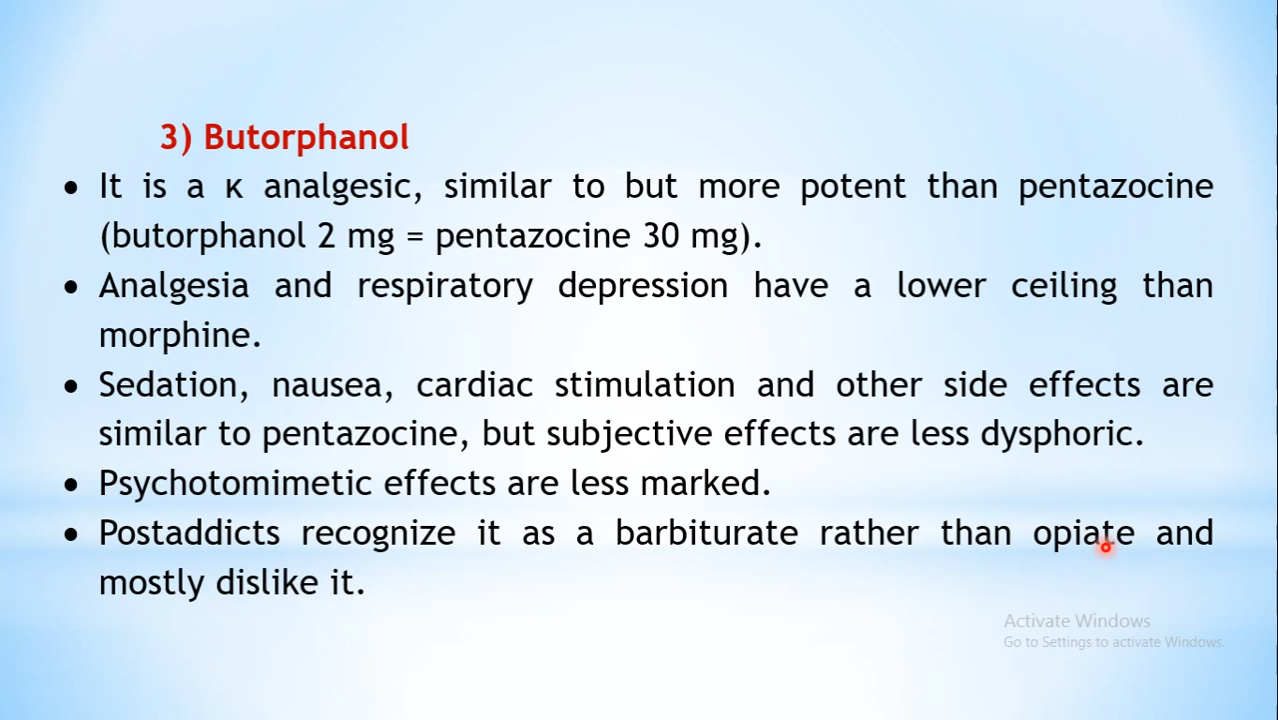 3) Butorphanol
• It is a κ analgesic, similar to but more potent than pentazocine
(butorphanol 2 mg = pentazocine 30 mg).
• Analgesia and respiratory depression have a lower ceiling than
morphine.
• Sedation, nausea, cardiac stimulation and other side effects are
similar to pentazocine, but subjective effects are less dysphoric.
• Psychotomimetic effects are less marked.
• Postaddicts recognize it as a barbiturate rather than opiate and
mostly dislike it.
Activate Windows
Go to Settings to activate Windows.